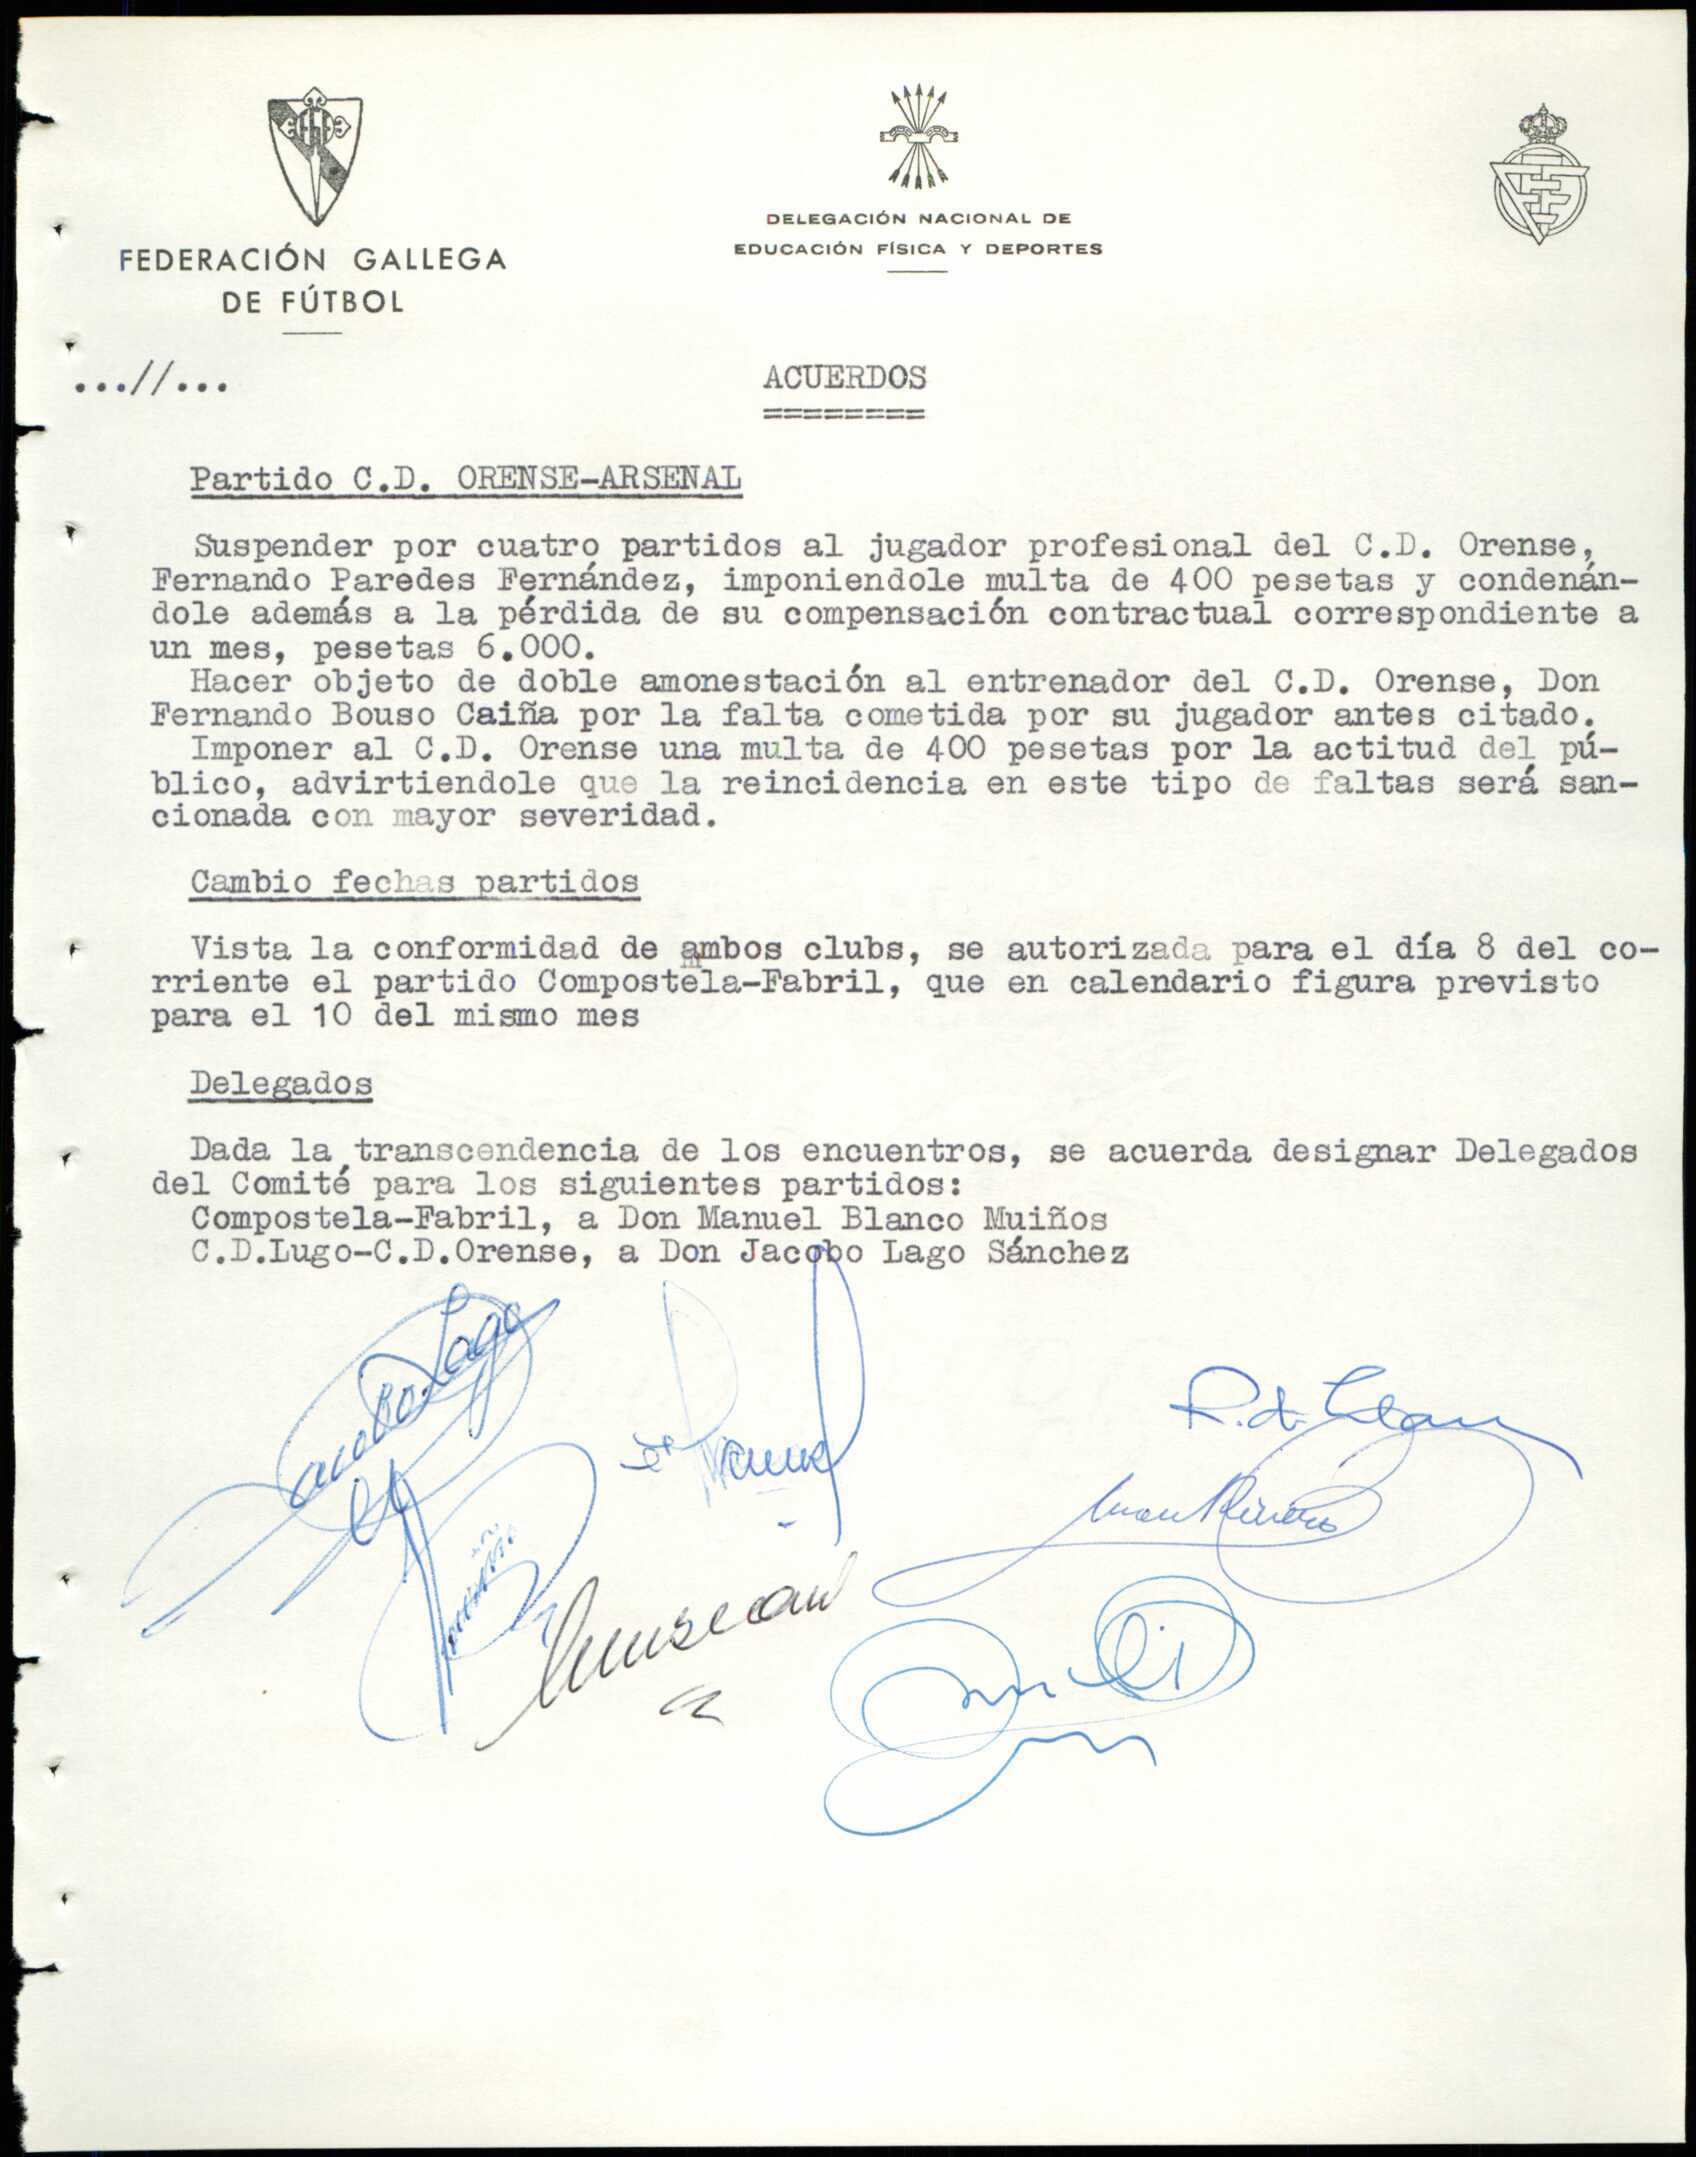 FEDERACIÓN GALLEGA
DE FÚTBOL
DELEGACIÓN NACIONAL DE
EDUCACIÓN FÍSICA Y DEPORTES
...//...
ACUERDOS
========
Partido C.D. ORENSE-ARSENAL
Suspender por cuatro partidos al jugador profesional del C.D. Orense,
Fernando Paredes Fernández, imponiendole multa de 400 pesetas y condenán-
dole además a la pérdida de su compensación contractual correspondiente a
un mes, pesetas 6.000.
Hacer objeto de doble amonestación al entrenador del C.D. Orense, Don
Fernando Bouso Caiña por la falta cometida por su jugador antes citado.
Imponer al C.D. Orense una multa de 400 pesetas por la actitud del pú-
blico, advirtiendole que la reincidencia en este tipo de faltas será san-
cionada con mayor severidad.
Cambio fechas partidos
Vista la conformidad de ambos clubs, se autorizada para el día 8 del co-
rriente el partido Compostela-Fabril, que en calendario figura previsto
para el 10 del mismo mes
Delegados
Dada la transcendencia de los encuentros, se acuerda designar Delegados
del Comité para los siguientes partidos:
Compostela-Fabril, a Don Manuel Blanco Muiños
C.D.Lugo-C.D.Orense, a Don Jacobo Lago Sánchez
Jacobo Lago